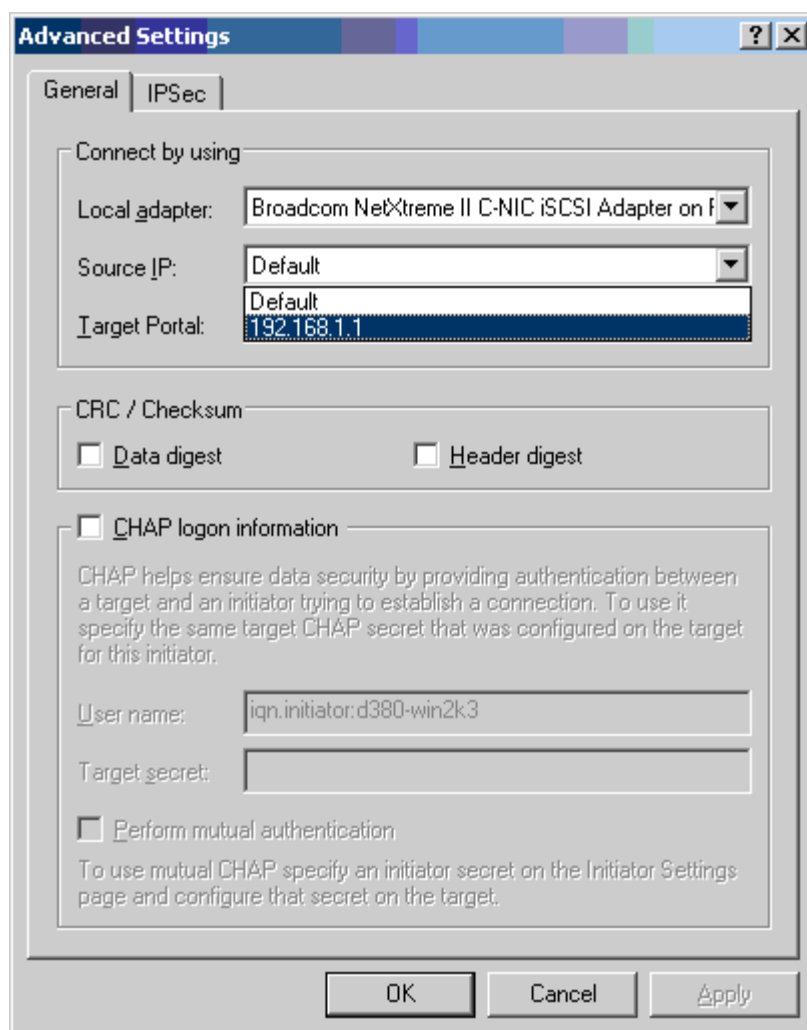 Advanced Settings
General
IPSec
Connect by using
Local adapter:
Broadcom NetXtreme II C-NIC iSCSI Adapter on
Source IP:
Default
Default
Target Portal:
192.168.1.1
CRC / Checksum
Data digest
Header digest
CHAP logon information
CHAP helps ensure data security by providing authentication between
a target and an initiator trying to establish a connection. To use it
specify the same target CHAP secret that was configured on the target
for this initiator.
User name:
iqn.initiator:d380-win2k3
Target secret:
Perform mutual authentication
To use mutual CHAP specify an initiator secret on the Initiator Settings
page and configure that secret on the target.
OK
Cancel
Apply